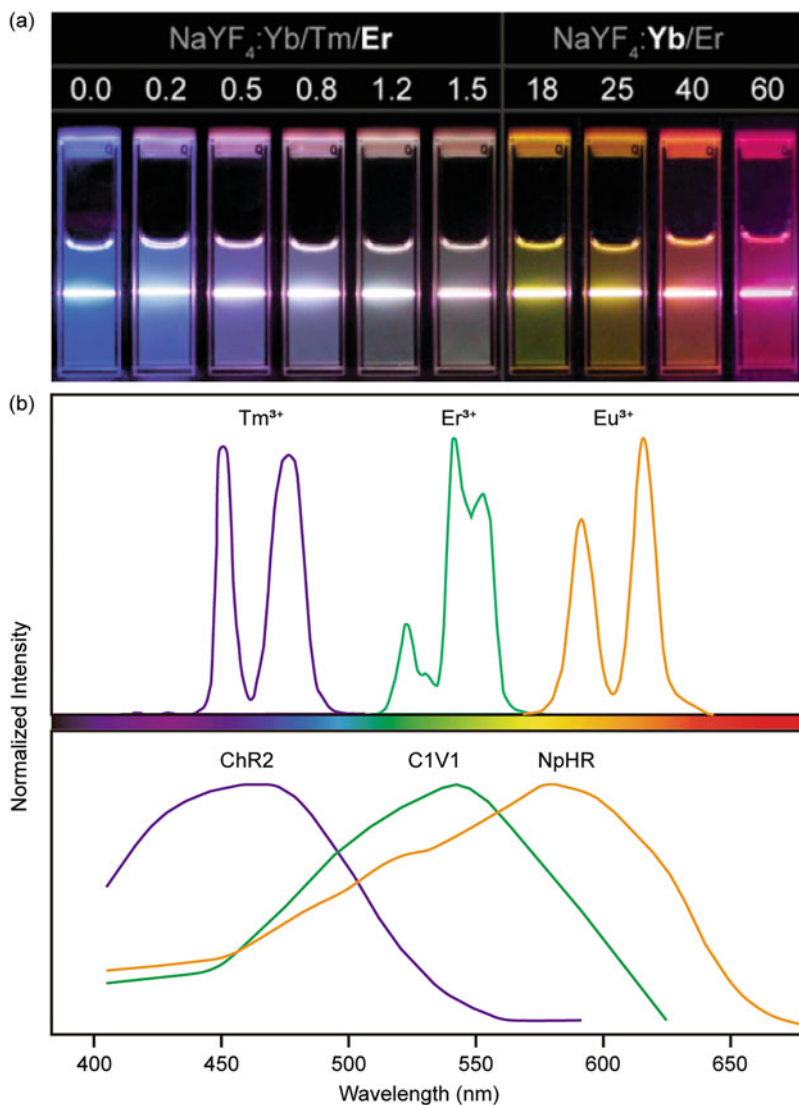 (a)
NaYF₄:Yb/Tm/Er NaYF₄:Yb/Er
0.0 0.2 0.5 0.8 1.2 1.5 18 25 40 60
Q Q Q Q Q Q Q Q Q Q
(b)
Tm³⁺ Er³⁺ Eu³⁺
Normalized Intensity
ChR2 C1V1 NpHR
400 450 500 550 600 650
Wavelength (nm)